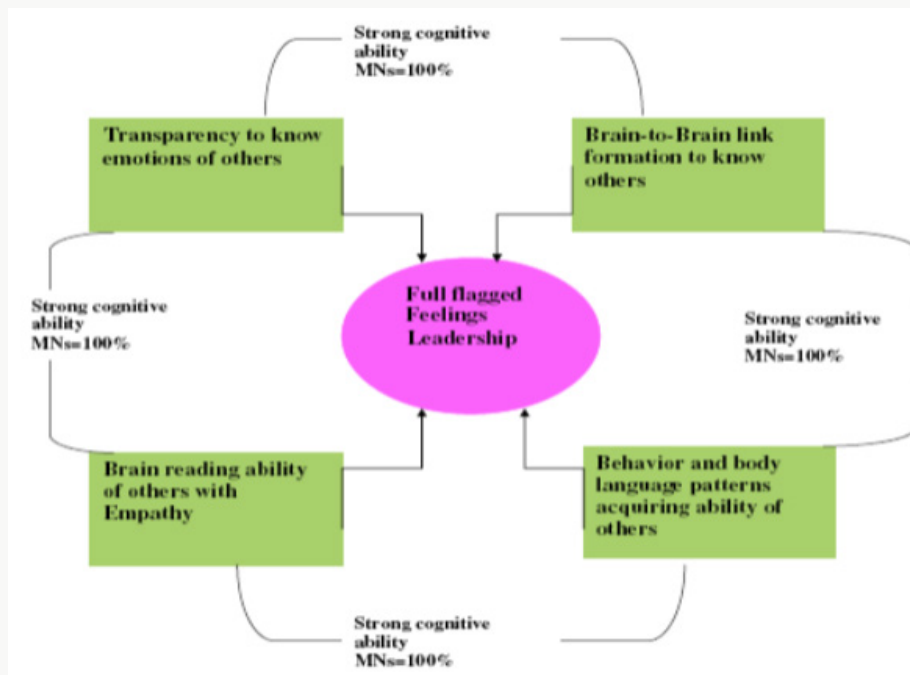 Strong cognitive
ability
MNs=100%
Transparency to know
emotions of others
Brain-to-Brain link
formation to know
others
Full flagged
Feelings
Leadership
Strong cognitive
ability
MNs=100%
Strong cognitive
ability
MNs=100%
Brain reading ability
of others with
Empathy
Behavior and body
language patterns
acquiring ability of
others
Strong cognitive
ability
MNs=100%